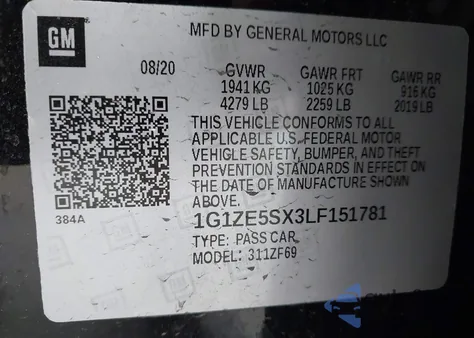 GM
MFD BY GENERAL MOTORS LLC
08/20 GVWR GAWR FRT GAWR RR
1941 KG 1025 KG 916 KG
4279 LB 2259 LB 2019 LB
THIS VEHICLE CONFORMS TO ALL
APPLICABLE U.S. FEDERAL MOTOR
VEHICLE SAFETY, BUMPER, AND THEFT
PREVENTION STANDARDS IN EFFECT ON
THE DATE OF MANUFACTURE SHOWN
ABOVE.
384A
1G1ZE5SX3LF151781
TYPE: PASS CAR
MODEL: 311ZF69